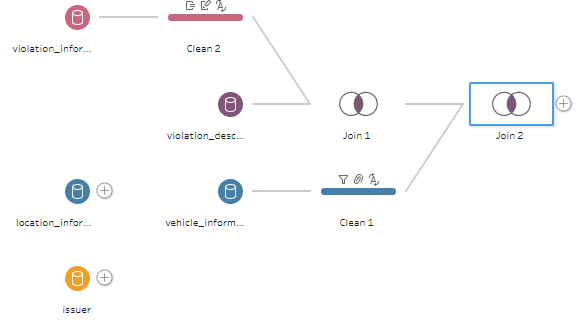 violation_infor...
Clean 2
violation_desc...
Join 1
Join 2
location_infor...
vehicle_inform...
Clean 1
issuer